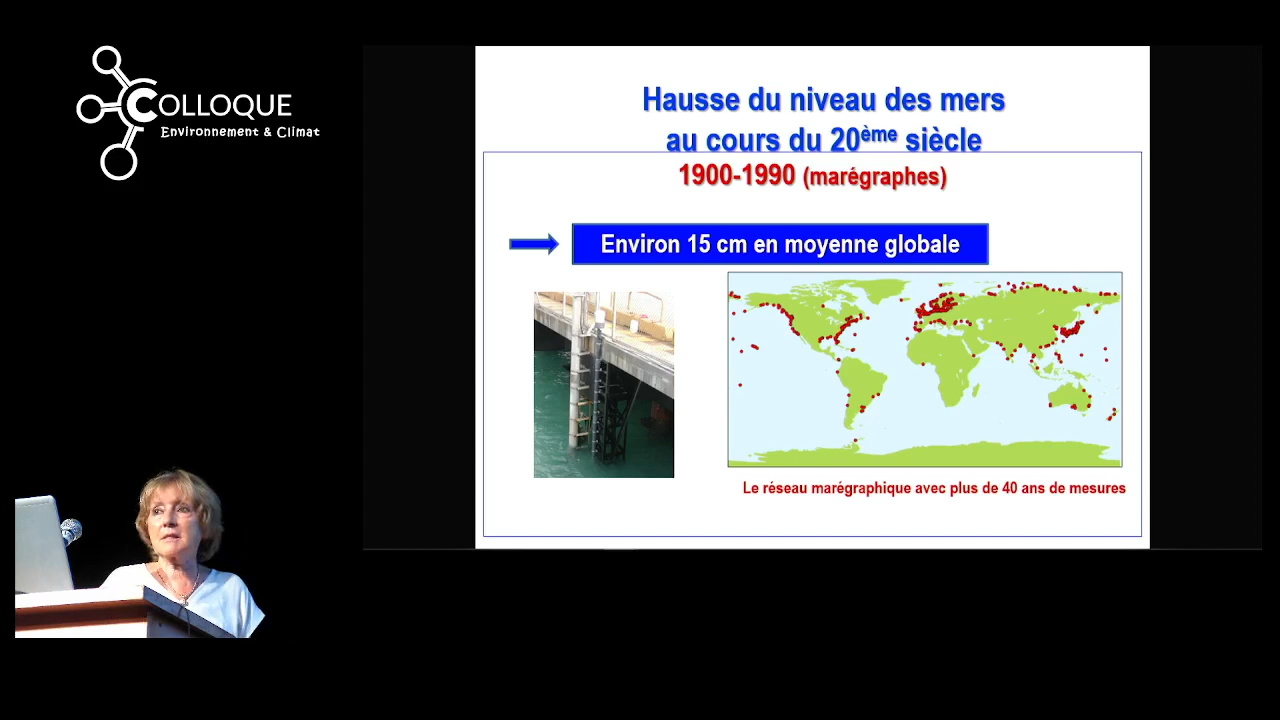 COLLOQUE
Environnement & Climat
Hausse du niveau des mers
au cours du 20ème siècle
1900-1990 (marégraphes)
Environ 15 cm en moyenne globale
Le réseau marégraphique avec plus de 40 ans de mesures